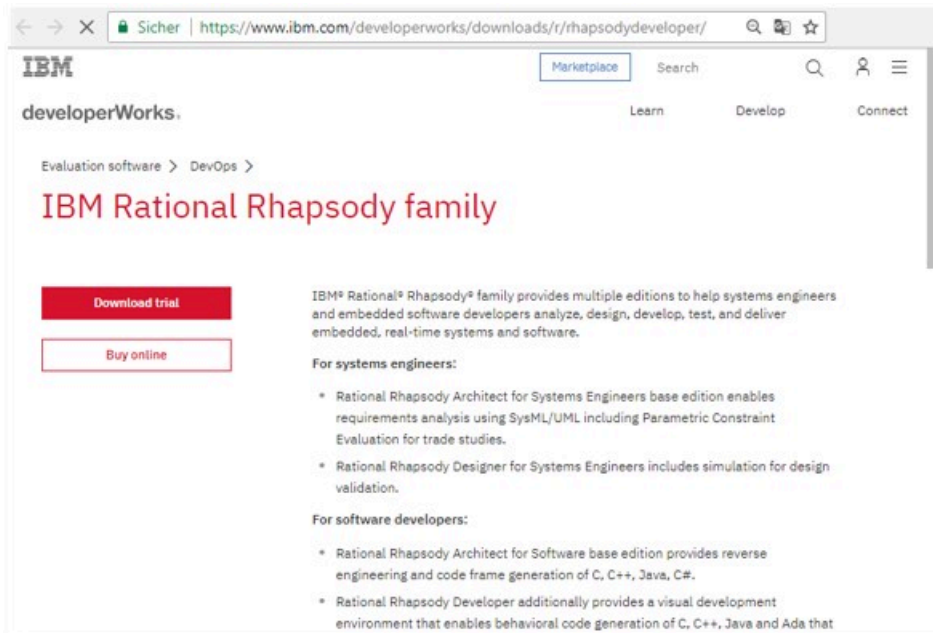 Sicher | https://www.ibm.com/developerworks/downloads/r/rhapsodydeveloper/
IBM
Marketplace Search
developerWorks.
Learn Develop Connect
Evaluation software > DevOps >
IBM Rational Rhapsody family
Download trial
Buy online
IBM® Rational® Rhapsody® family provides multiple editions to help systems engineers
and embedded software developers analyze, design, develop, test, and deliver
embedded, real-time systems and software.
For systems engineers:
• Rational Rhapsody Architect for Systems Engineers base edition enables
requirements analysis using SysML/UML including Parametric Constraint
Evaluation for trade studies.
• Rational Rhapsody Designer for Systems Engineers includes simulation for design
validation.
For software developers:
• Rational Rhapsody Architect for Software base edition provides reverse
engineering and code frame generation of C, C++, Java, C#.
• Rational Rhapsody Developer additionally provides a visual development
environment that enables behavioral code generation of C, C++, Java and Ada that